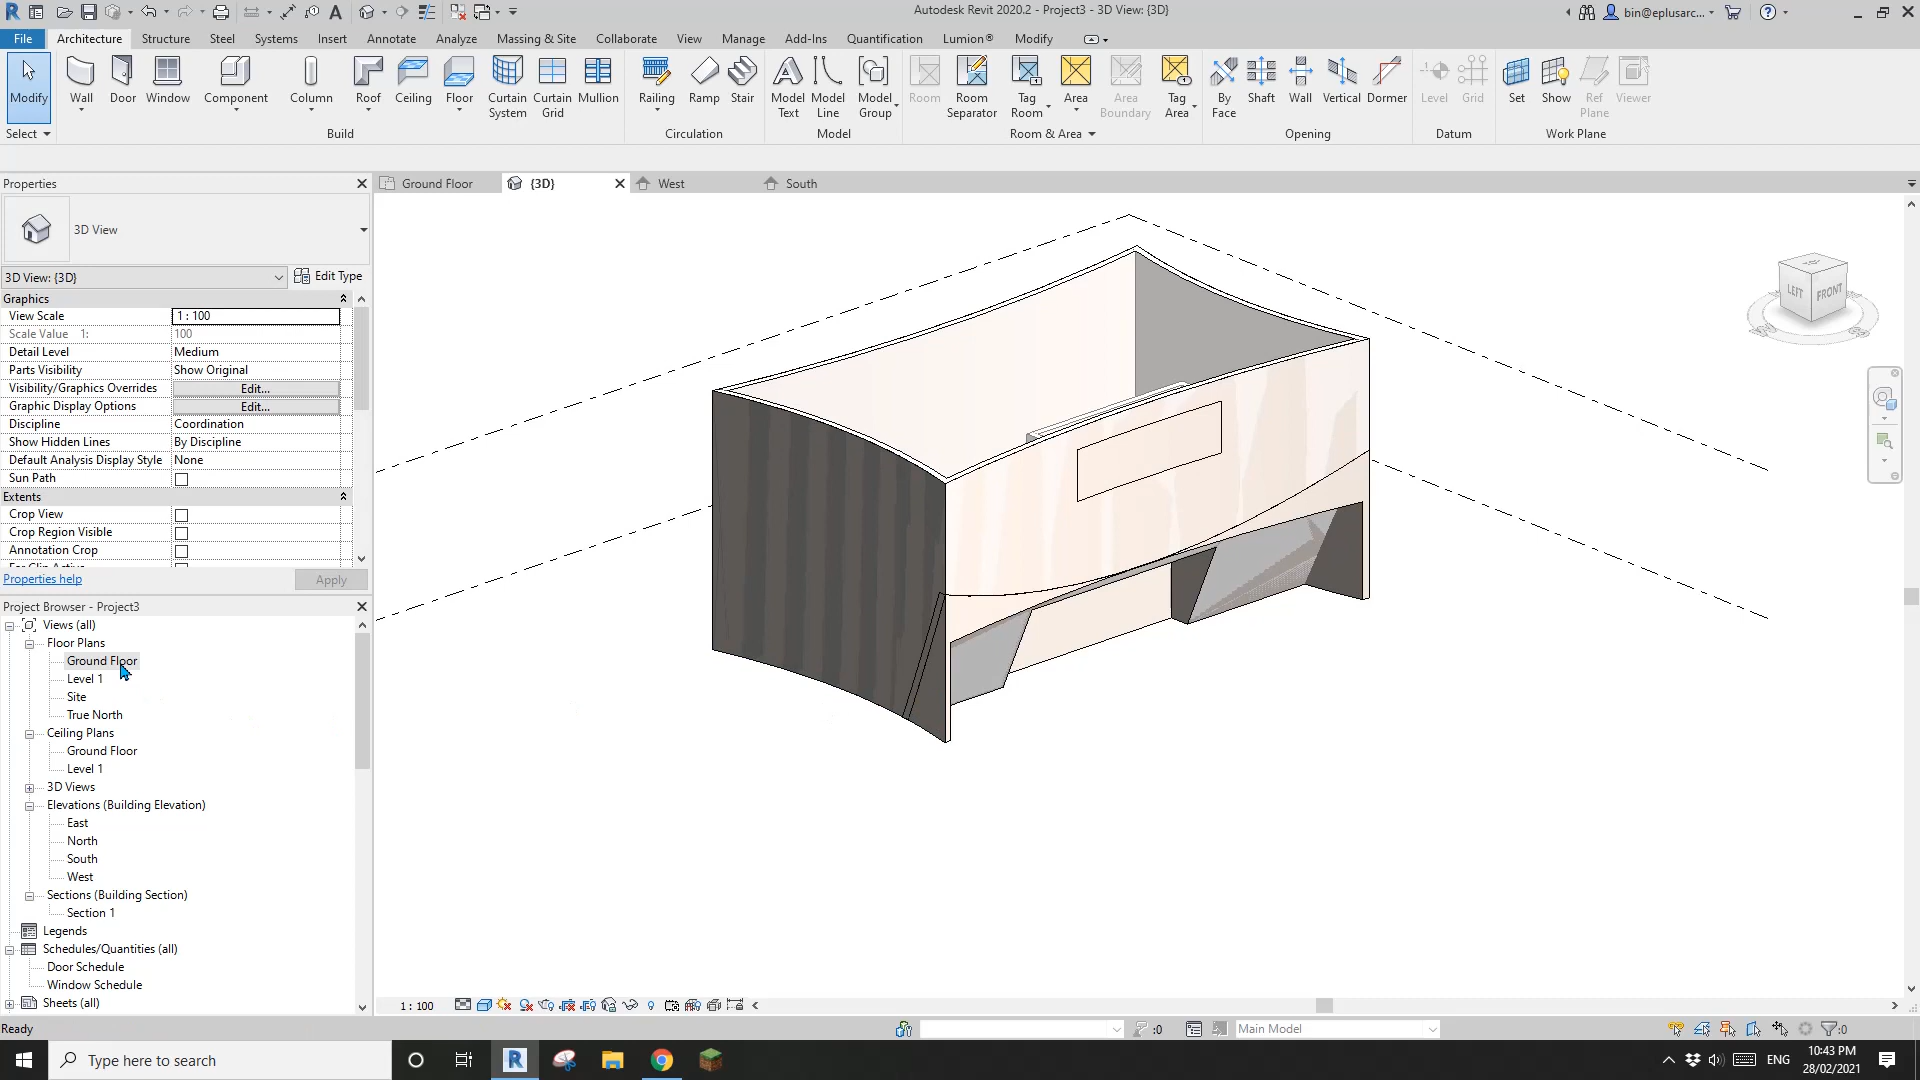 Autodesk Revit 2020.2 - Project3 - 3D View: {3D}
bin@eplusarc...
File Architecture Structure Steel Systems Insert Annotate Analyze Massing & Site Collaborate View Manage Add-Ins Quantification Lumion® Modify
Modify Wall Door Window Component Column Roof Ceiling Floor Curtain System Curtain Grid Mullion Railing Ramp Stair Model Text Model Line Model Group Room Room Separator Tag Room Area Area Boundary Tag Area By Face Shaft Wall Vertical Dormer Level Grid Set Show Ref Plane Viewer
Select Build Circulation Model Room & Area Opening Datum Work Plane
Properties
Ground Floor {3D} West South
3D View
3D View: {3D} Edit Type
Graphics
View Scale 1 : 100
Scale Value 1: 100
Detail Level Medium
Parts Visibility Show Original
Visibility/Graphics Overrides Edit...
Graphic Display Options Edit...
Discipline Coordination
Show Hidden Lines By Discipline
Default Analysis Display Style None
Sun Path
Extents
Crop View
Crop Region Visible
Annotation Crop
Properties help Apply
LEFT FRONT
Project Browser - Project3
Views (all)
Floor Plans
Ground Floor
Level 1
Site
True North
Ceiling Plans
Ground Floor
Level 1
3D Views
Elevations (Building Elevation)
East
North
South
West
Sections (Building Section)
Section 1
Legends
Schedules/Quantities (all)
Door Schedule
Window Schedule
Sheets (all)
1 : 100
Ready :0 Main Model :0
Type here to search
ENG
10:43 PM
28/02/2021